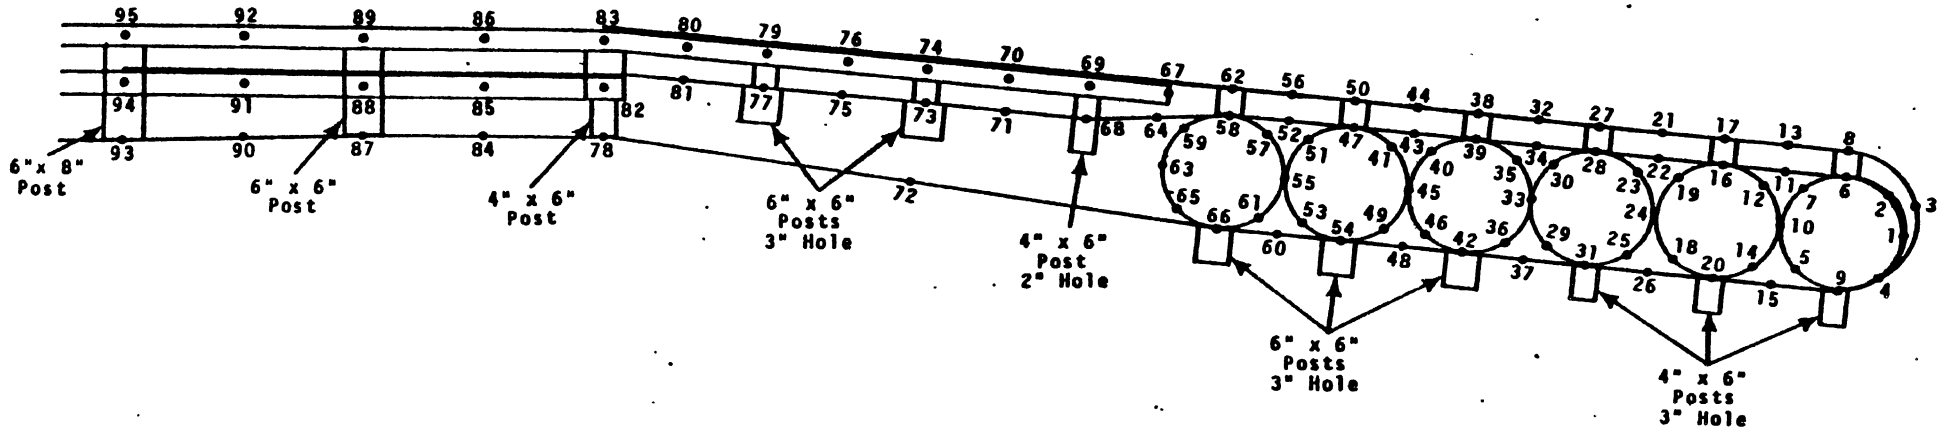 95 92 89 86 83 80 79 76 74 70 69 67 62 56 50 44 38 32 27 21 17 13 8
94 91 88 85 82 81 77 75 73 71 68 64 58 52 47 43 39 34 28 22 16 11 6
59 57 51 41 40 35 30 23 19 12 7 2 3
63 55 45 33 24 10 1
65 61 53 49 46 36 29 25 18 14 5 4
93 90 87 84 78 72 66 60 54 48 42 37 31 26 20 15 9
6"x 8"
Post
6" x 6"
Post
4" x 6"
Post
6" x 6"
Posts
3" Hole
4" x 6"
Post
2" Hole
6" x 6"
Posts
3" Hole
4" x 6"
Posts
3" Hole